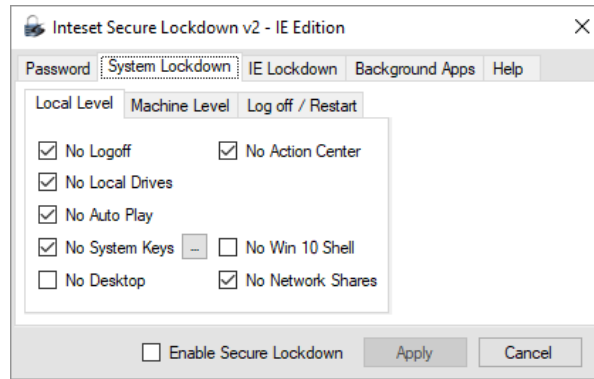 Inteset Secure Lockdown v2 - IE Edition
Password System Lockdown IE Lockdown Background Apps Help
Local Level Machine Level Log off / Restart
No Logoff No Action Center
No Local Drives
No Auto Play
No System Keys ... No Win 10 Shell
No Desktop No Network Shares
Enable Secure Lockdown Apply Cancel